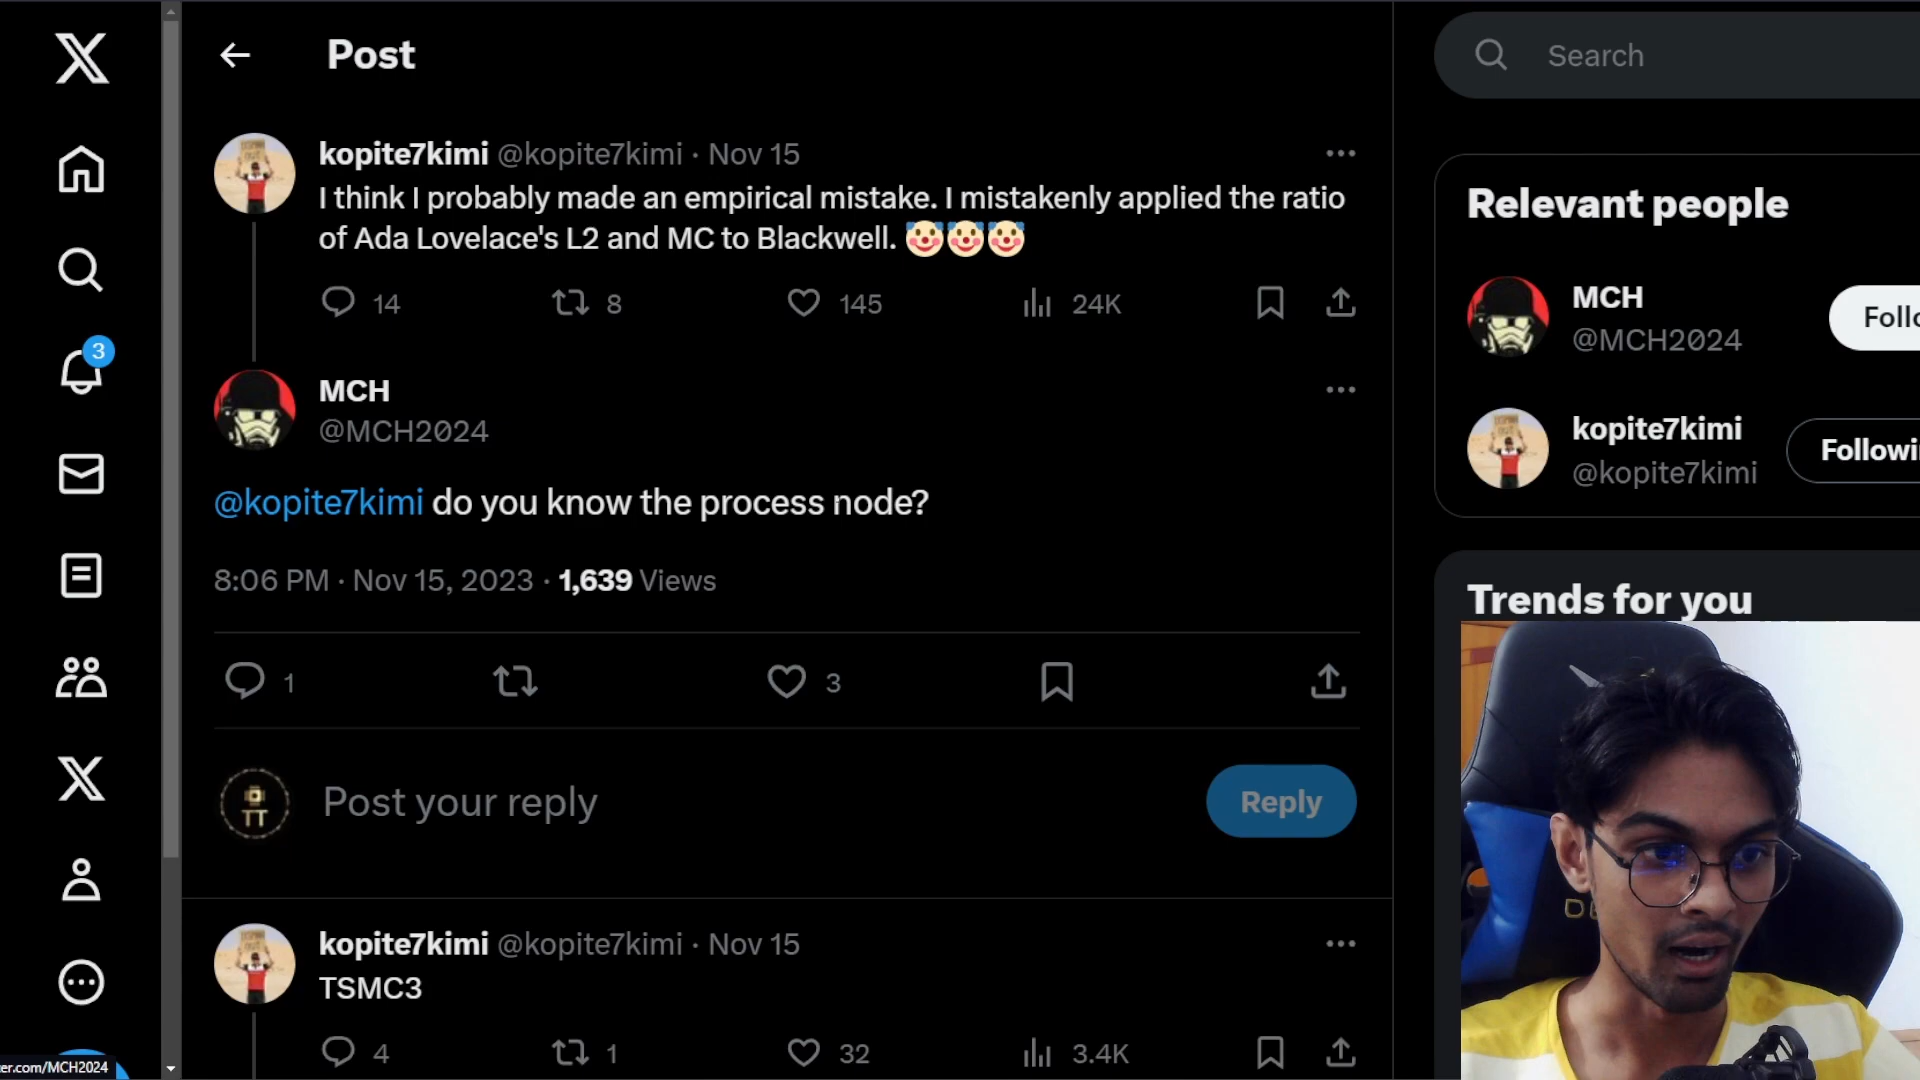 Post
Search
kopite7kimi @kopite7kimi · Nov 15
I think I probably made an empirical mistake. I mistakenly applied the ratio
of Ada Lovelace's L2 and MC to Blackwell. 🤡🤡🤡
14
8
145
24K
MCH
@MCH2024
@kopite7kimi do you know the process node?
8:06 PM · Nov 15, 2023 · 1,639 Views
1
3
Post your reply
Reply
kopite7kimi @kopite7kimi · Nov 15
TSMC3
4
1
32
3.4K
3
Relevant people
MCH
@MCH2024
Follo
kopite7kimi
@kopite7kimi
Followi
Trends for you
er.com/MCH2024